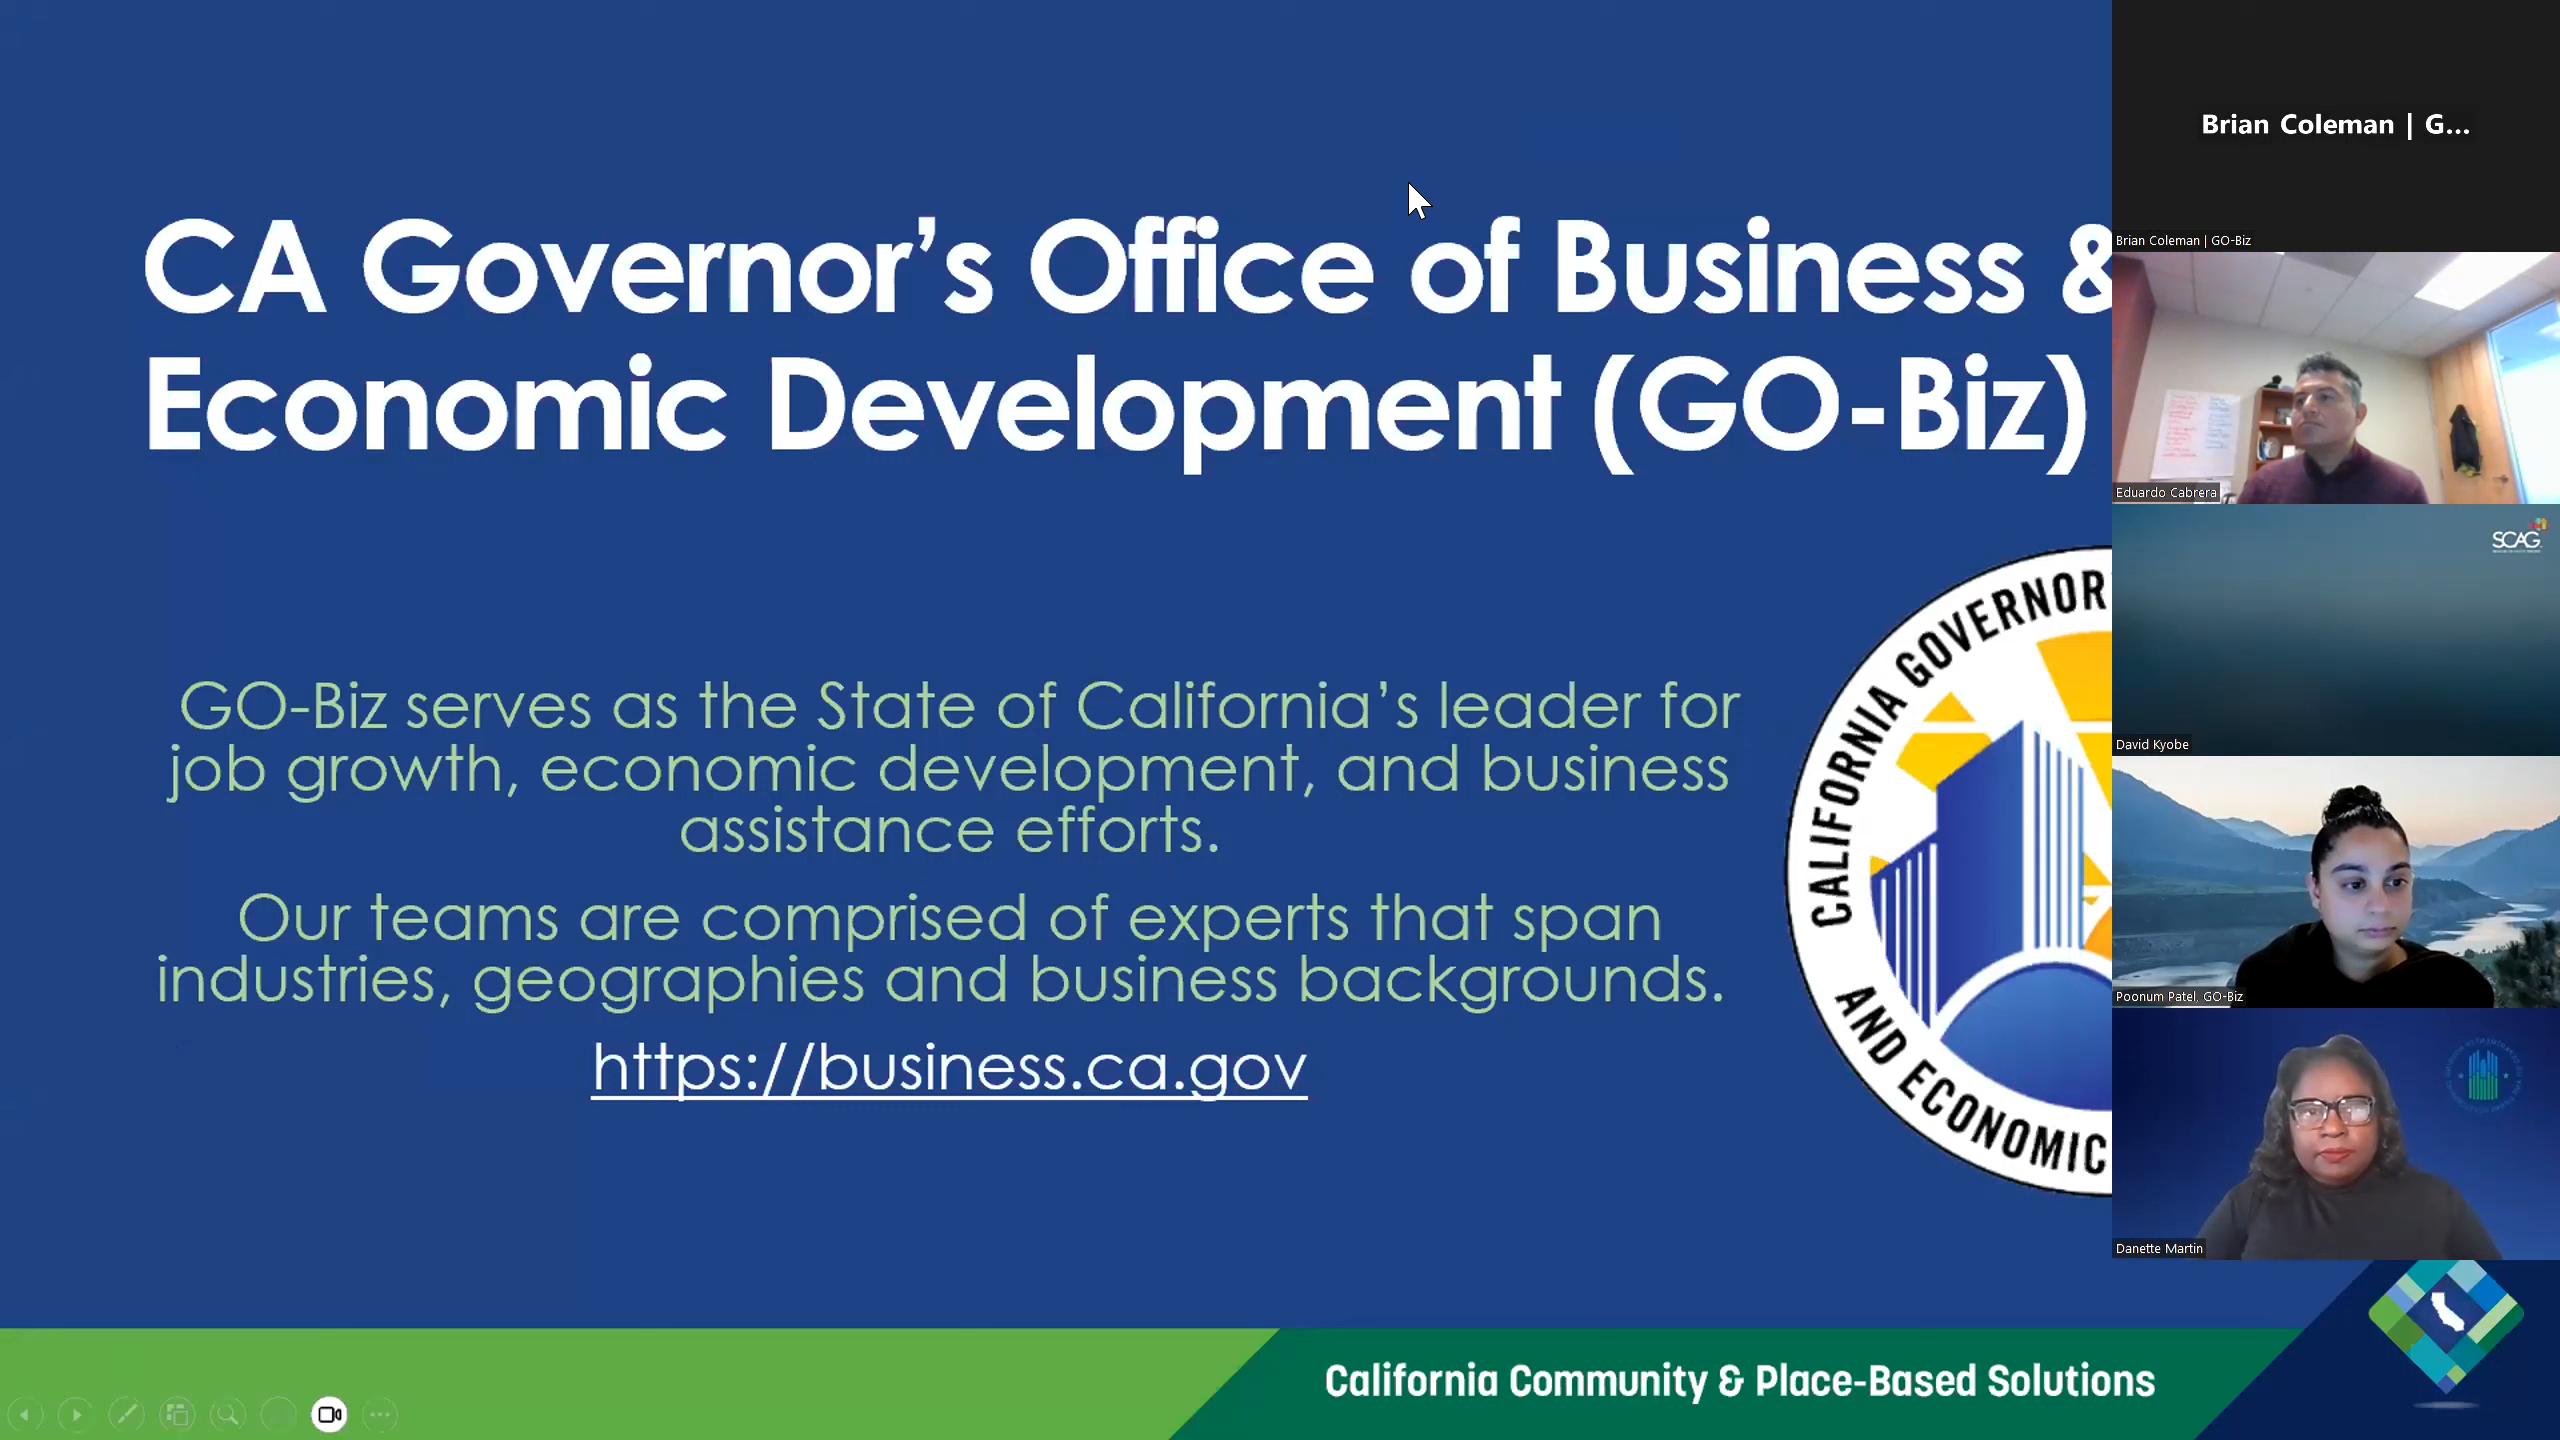 CA Governor’s Office of Business &
Economic Development (GO-Biz)
GO-Biz serves as the State of California’s leader for
job growth, economic development, and business
assistance efforts.
Our teams are comprised of experts that span
industries, geographies and business backgrounds.
https://business.ca.gov
CALIFORNIA GOVERNOR
AND ECONOMIC
California Community & Place-Based Solutions
Brian Coleman | G...
Brian Coleman | GO-Biz
Eduardo Cabrera
SCAG
David Kyobe
Poonum Patel, GO-Biz
Danette Martin